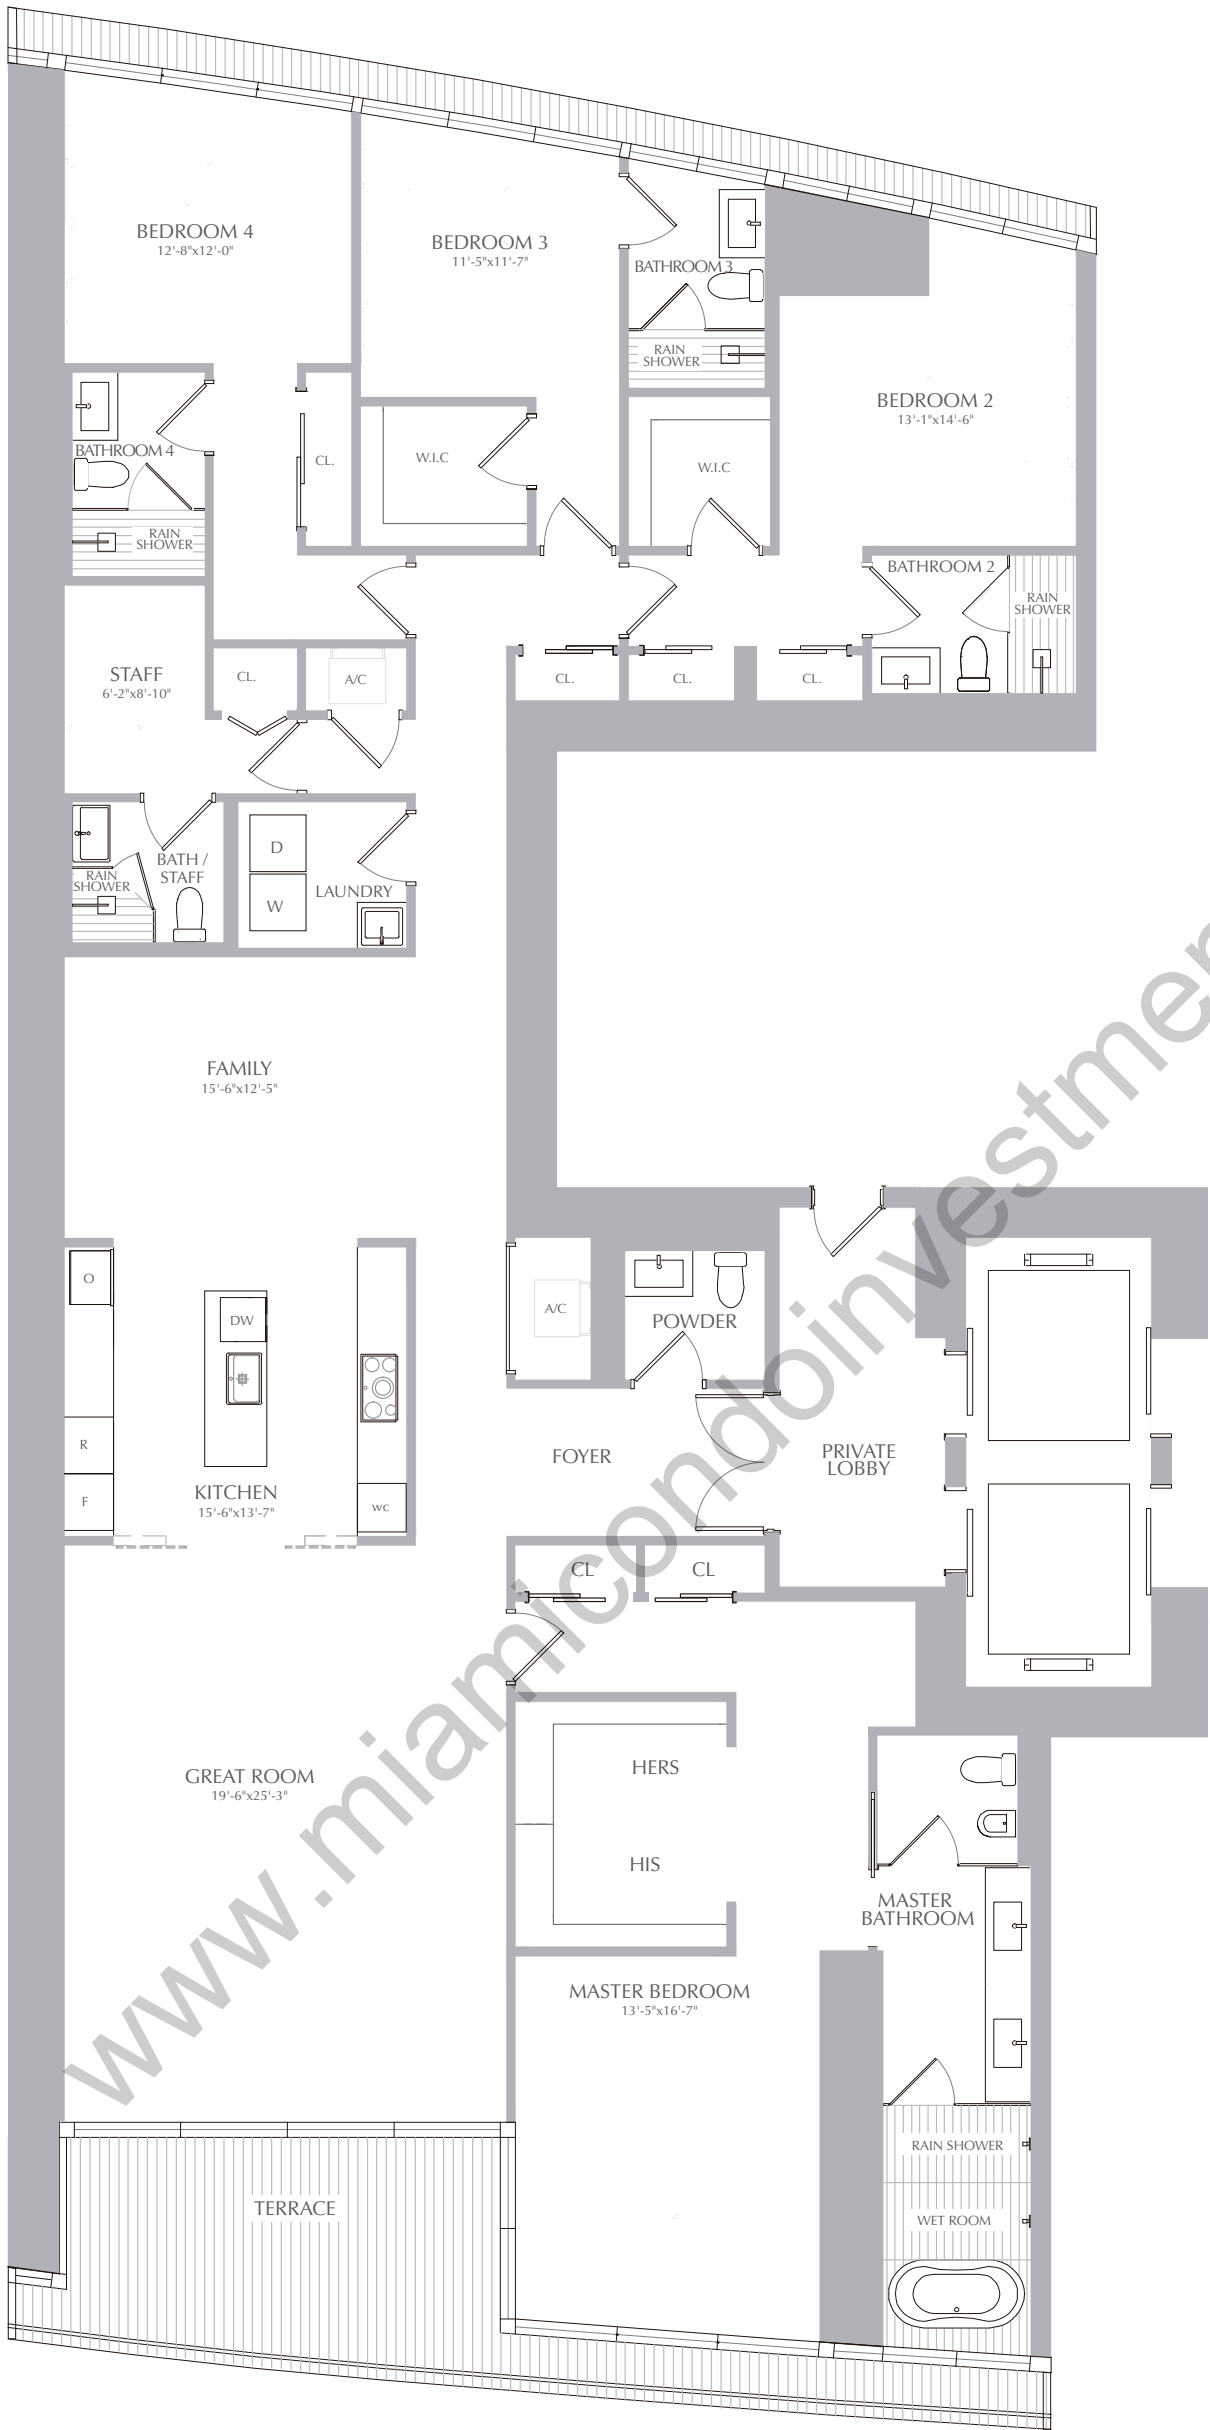 BEDROOM 4
12'-8"x12'-0"
BEDROOM 3
11'-5"x11'-7"
BATHROOM 3
RAIN
SHOWER
BEDROOM 2
13'-1"x14'-6"
BATHROOM 4
CL.
W.I.C
W.I.C
RAIN
SHOWER
BATHROOM 2
RAIN
SHOWER
STAFF
6'-2"x8'-10"
CL.
A/C
CL.
CL.
CL.
D
BATH /
STAFF
RAIN
SHOWER
W
LAUNDRY
FAMILY
15'-6"x12'-5"
O
DW
A/C
POWDER
R
F
KITCHEN
15'-6"x13'-7"
WC
FOYER
PRIVATE
LOBBY
CL
CL
GREAT ROOM
19'-6"x25'-3"
HERS
HIS
MASTER
BATHROOM
MASTER BEDROOM
13'-5"x16'-7"
RAIN SHOWER
WET ROOM
TERRACE
www.miamicondoinvestmen